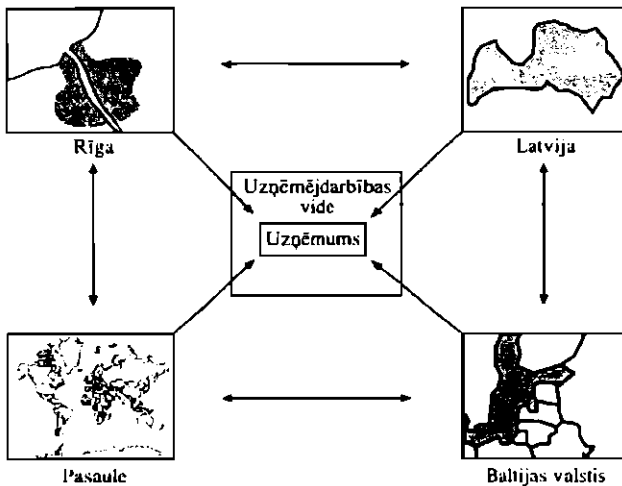 Rīga
Latvija
Uzņēmējdarbības
vide
Uzņēmums
Pasaule
Baltijas valstis